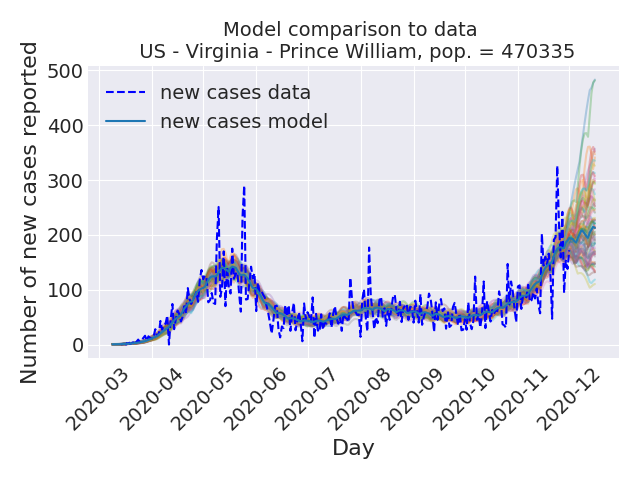 Model comparison to data
US - Virginia - Prince William, pop. = 470335
Number of new cases reported
500
400
300
200
100
0
new cases data
new cases model
2020-03
2020-04
2020-05
2020-06
2020-07
2020-08
2020-09
2020-10
2020-11
2020-12
Day